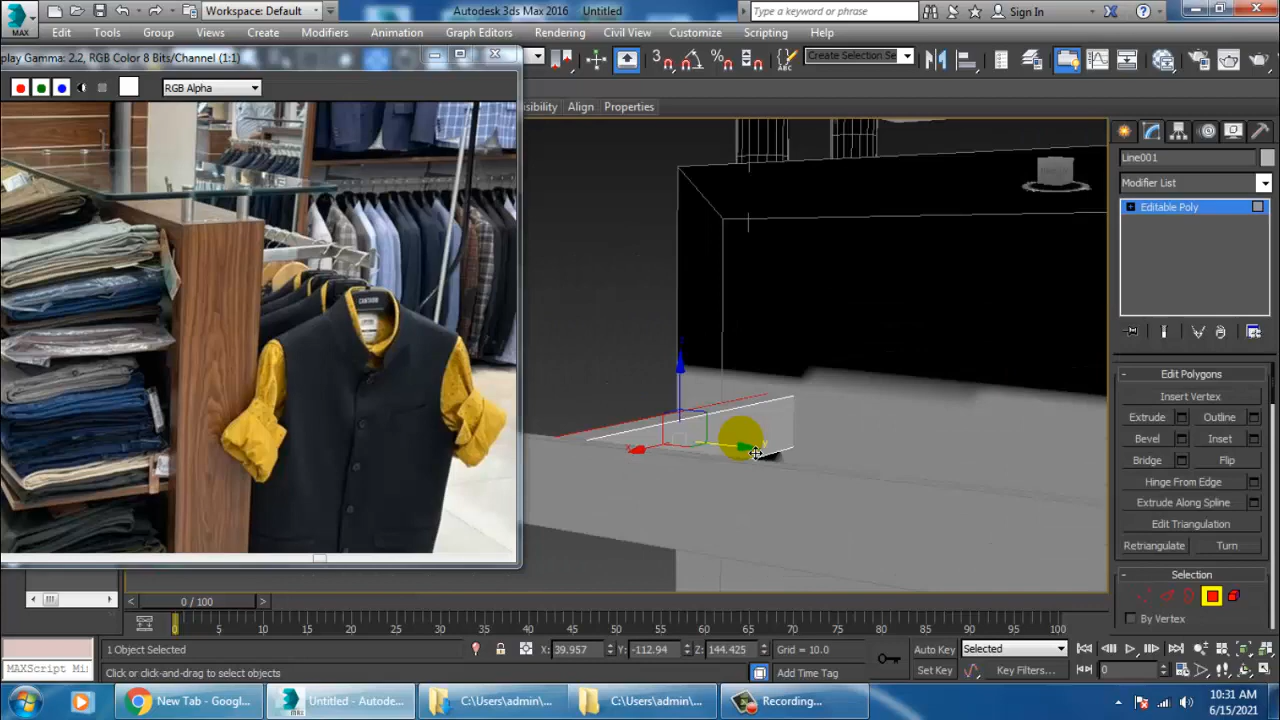 MAX
Workspace: Default
Autodesk 3ds Max 2016 Untitled
Type a keyword or phrase
Sign In
Edit Tools Group Views Create Modifiers Animation Graph Editors Rendering Civil View Customize Scripting Help
play Gamma: 2.2, RGB Color 8 Bits/Channel (1:1)
Create Selection Se
RGB Alpha
ibility Align Properties
CANTABIL
Line001
Modifier List
Editable Poly
Edit Polygons
Insert Vertex
Extrude Outline
Bevel Inset
Bridge Flip
Hinge From Edge
Extrude Along Spline
Edit Triangulation
Retriangulate Turn
Selection
By Vertex
x y
0 / 100
0 5 10 15 20 25 30 35 40 45 50 55 60 65 70 75 80 85 90 95 100
1 Object Selected
X: 39.957 Y: -112.94 Z: 144.425 Grid = 10.0
Auto Key Selected
MAXScript Mi
Click or click-and-drag to select objects
Add Time Tag
Set Key Key Filters... 0
New Tab - Googl...
Untitled - Autode...
C:\Users\admin\...
C:\Users\admin\...
Recording...
10:31 AM
6/15/2021